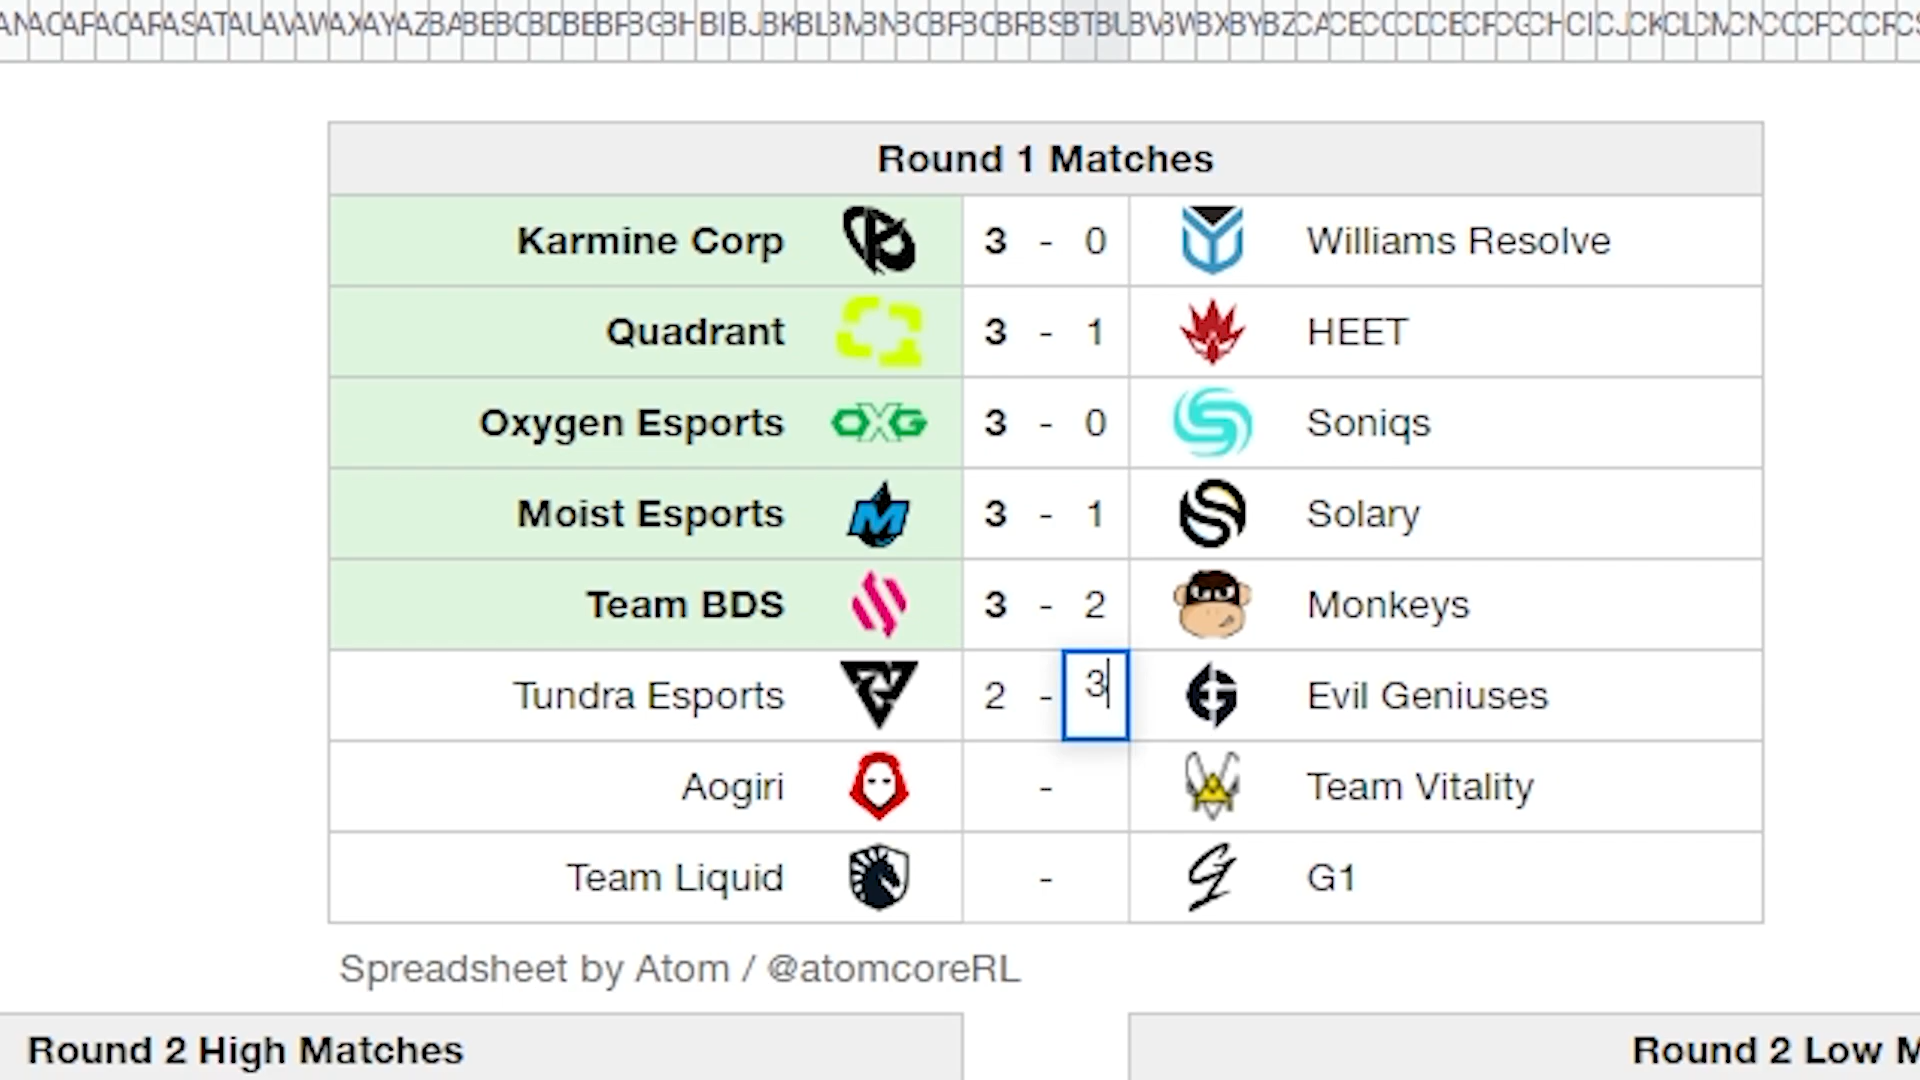 Round 1 Matches
Karmine Corp 3 - 0 Williams Resolve
Quadrant 3 - 1 HEET
Oxygen Esports OXG 3 - 0 Soniqs
Moist Esports M 3 - 1 Solary
Team BDS 3 - 2 Monkeys
Tundra Esports 2 - 3 Evil Geniuses
Aogiri - Team Vitality
Team Liquid - G1
Spreadsheet by Atom / @atomcoreRL
Round 2 High Matches
Round 2 Low M